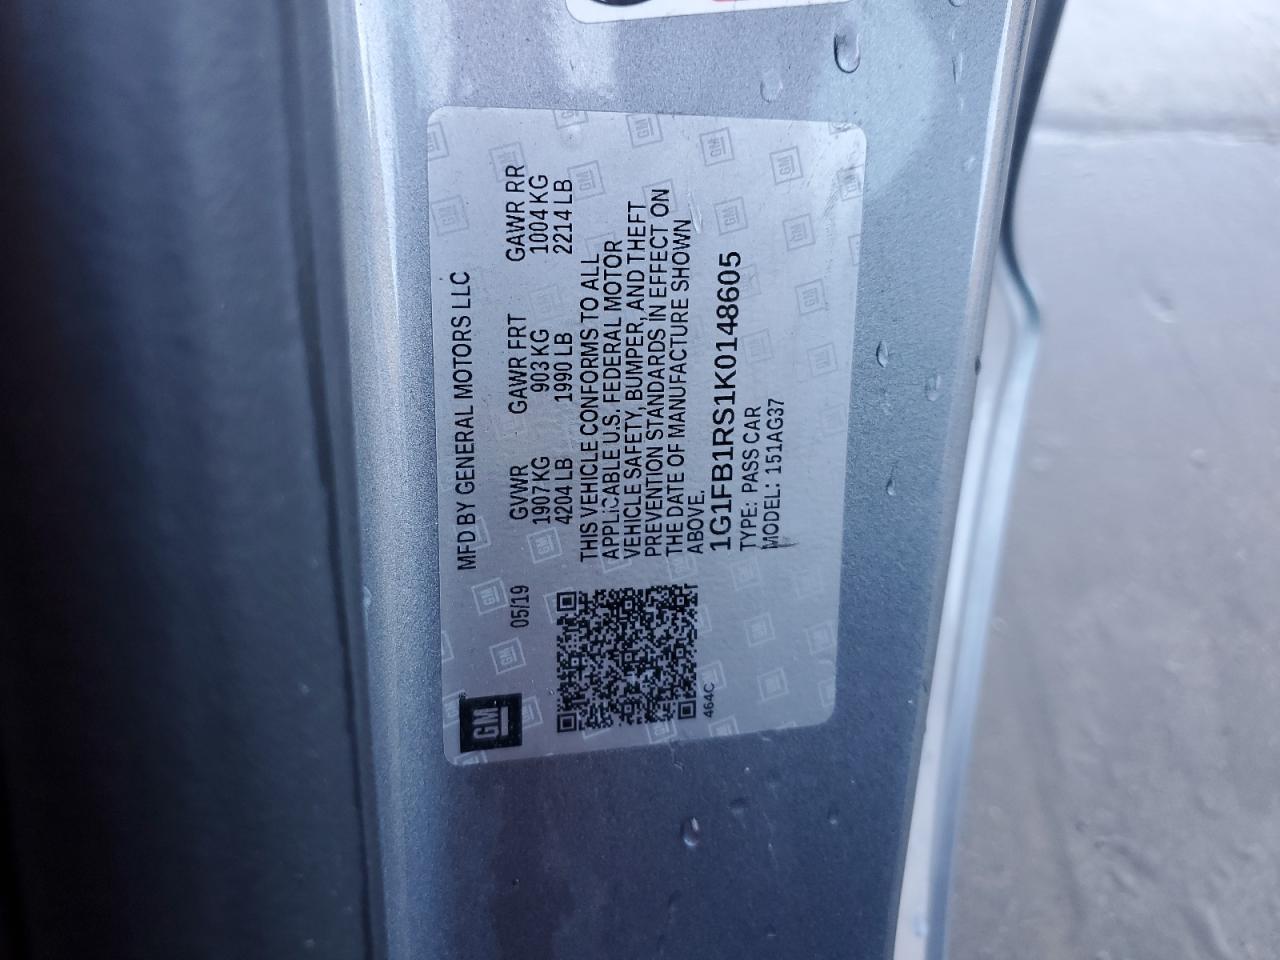 MFD BY GENERAL MOTORS LLC
05/19
GVWR GAWR FRT GAWR RR
1907 KG 903 KG 1004 KG
4204 LB 1990 LB 2214 LB
THIS VEHICLE CONFORMS TO ALL
APPLICABLE U.S. FEDERAL MOTOR
VEHICLE SAFETY, BUMPER, AND THEFT
PREVENTION STANDARDS IN EFFECT ON
THE DATE OF MANUFACTURE SHOWN
ABOVE.
1G1FB1RS1K0148605
TYPE: PASS CAR
MODEL: 151AG37
GM
464C